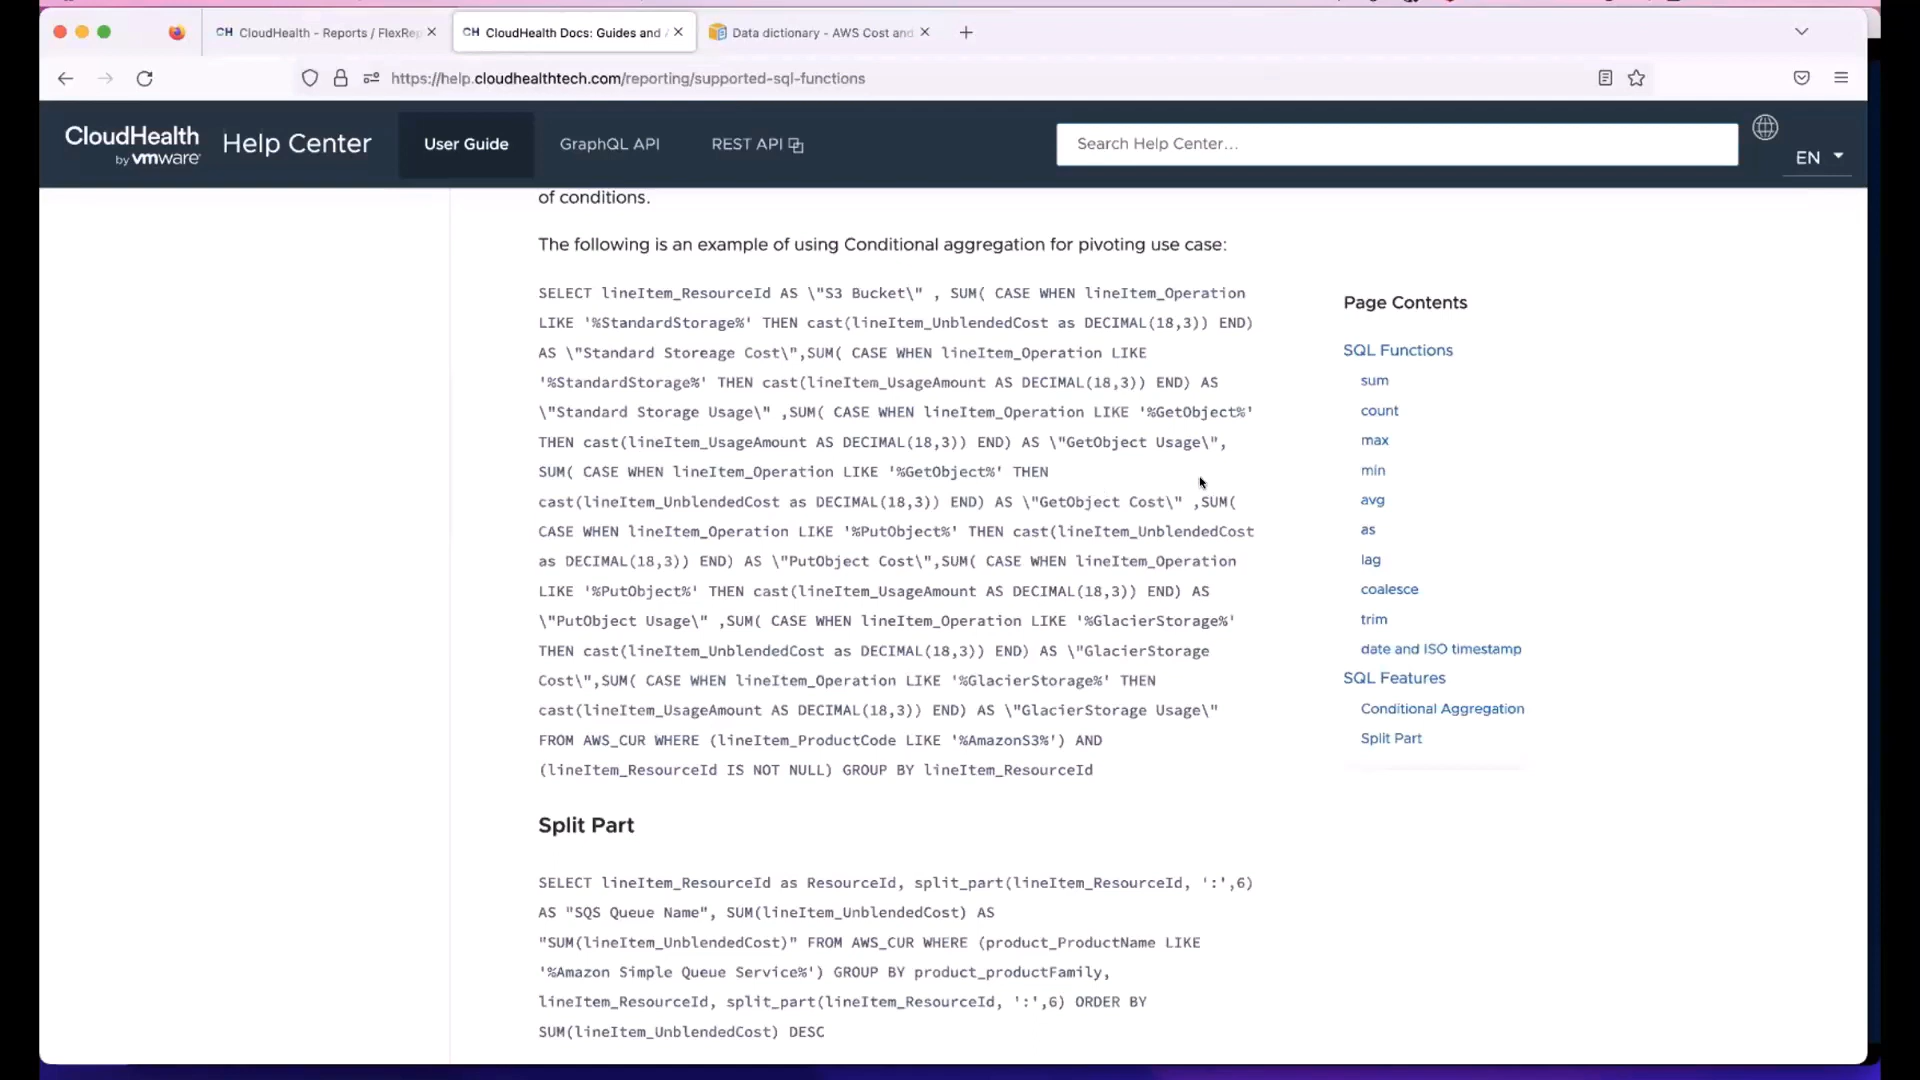 CH CloudHealth - Reports / FlexRep
CH CloudHealth Docs: Guides and
Data dictionary - AWS Cost and
https://help.cloudhealthtech.com/reporting/supported-sql-functions
CloudHealth
by vmware
Help Center
User Guide
GraphQL API
REST API
Search Help Center...
EN
of conditions.
The following is an example of using Conditional aggregation for pivoting use case:
SELECT lineItem_ResourceId AS \"S3 Bucket\" , SUM( CASE WHEN lineItem_Operation
LIKE '%StandardStorage%' THEN cast(lineItem_UnblendedCost as DECIMAL(18,3)) END)
AS \"Standard Storeage Cost\",SUM( CASE WHEN lineItem_Operation LIKE
'%StandardStorage%' THEN cast(lineItem_UsageAmount AS DECIMAL(18,3)) END) AS
\"Standard Storage Usage\" ,SUM( CASE WHEN lineItem_Operation LIKE '%GetObject%'
THEN cast(lineItem_UsageAmount AS DECIMAL(18,3)) END) AS \"GetObject Usage\",
SUM( CASE WHEN lineItem_Operation LIKE '%GetObject%' THEN
cast(lineItem_UnblendedCost as DECIMAL(18,3)) END) AS \"GetObject Cost\" ,SUM(
CASE WHEN lineItem_Operation LIKE '%PutObject%' THEN cast(lineItem_UnblendedCost
as DECIMAL(18,3)) END) AS \"PutObject Cost\",SUM( CASE WHEN lineItem_Operation
LIKE '%PutObject%' THEN cast(lineItem_UsageAmount AS DECIMAL(18,3)) END) AS
\"PutObject Usage\" ,SUM( CASE WHEN lineItem_Operation LIKE '%GlacierStorage%'
THEN cast(lineItem_UnblendedCost as DECIMAL(18,3)) END) AS \"GlacierStorage
Cost\",SUM( CASE WHEN lineItem_Operation LIKE '%GlacierStorage%' THEN
cast(lineItem_UsageAmount AS DECIMAL(18,3)) END) AS \"GlacierStorage Usage\"
FROM AWS_CUR WHERE (lineItem_ProductCode LIKE '%AmazonS3%') AND
(lineItem_ResourceId IS NOT NULL) GROUP BY lineItem_ResourceId
Split Part
SELECT lineItem_ResourceId as ResourceId, split_part(lineItem_ResourceId, ':',6)
AS "SQS Queue Name", SUM(lineItem_UnblendedCost) AS
"SUM(lineItem_UnblendedCost)" FROM AWS_CUR WHERE (product_ProductName LIKE
'%Amazon Simple Queue Service%') GROUP BY product_productFamily,
lineItem_ResourceId, split_part(lineItem_ResourceId, ':',6) ORDER BY
SUM(lineItem_UnblendedCost) DESC
Page Contents
SQL Functions
sum
count
max
min
avg
as
lag
coalesce
trim
date and ISO timestamp
SQL Features
Conditional Aggregation
Split Part